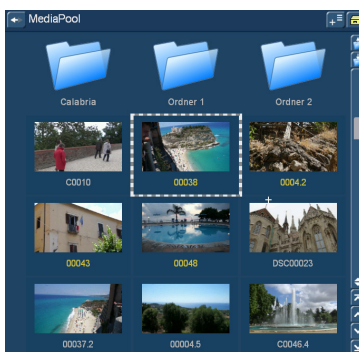 MediaPool
Calabria Ordner 1 Ordner 2
C0010 00038 0004.2
00043 00048 DSC00023
00037.2 00004.5 C0046.4